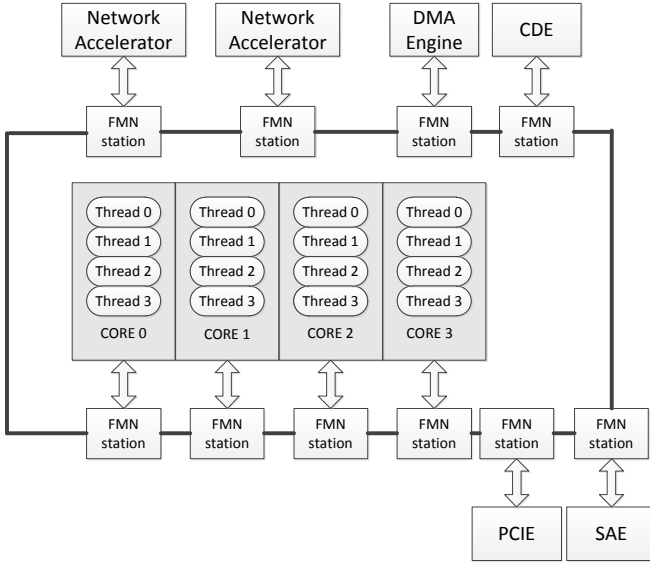 Network
Accelerator
Network
Accelerator
DMA
Engine
CDE
FMN
station
FMN
station
FMN
station
FMN
station
Thread 0
Thread 1
Thread 2
Thread 3
CORE 0
Thread 0
Thread 1
Thread 2
Thread 3
CORE 1
Thread 0
Thread 1
Thread 2
Thread 3
CORE 2
Thread 0
Thread 1
Thread 2
Thread 3
CORE 3
FMN
station
FMN
station
FMN
station
FMN
station
FMN
station
FMN
station
PCIE
SAE